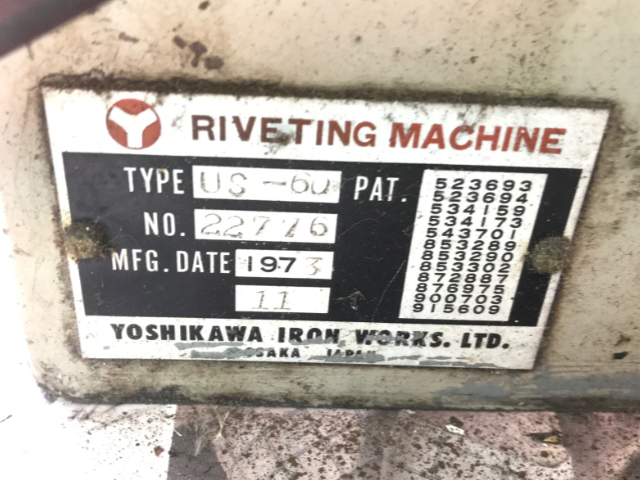 RIVETING MACHINE
TYPE US-60 PAT.
NO. 22776
MFG. DATE 1973
11
523693
523694
534159
534173
543701
853289
853290
853302
872887
876975
900703
915609
YOSHIKAWA IRON WORKS. LTD.
OSAKA JAPAN